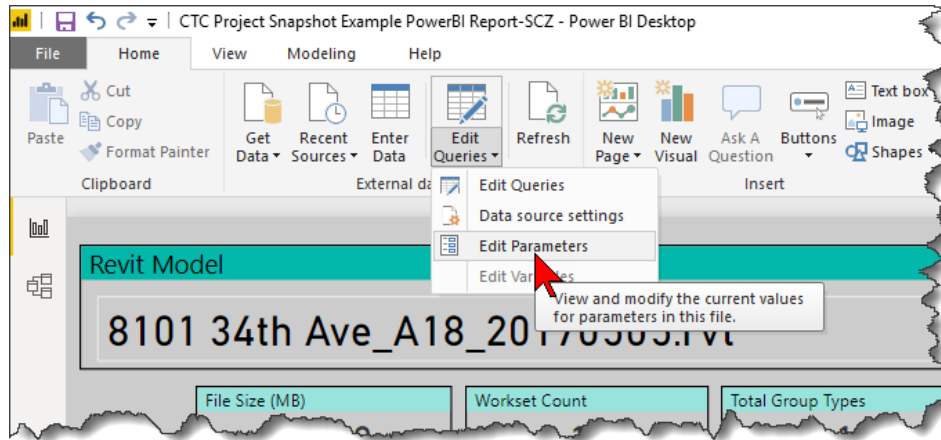 CTC Project Snapshot Example PowerBI Report-SCZ - Power BI Desktop
File Home View Modeling Help
Cut
Copy
Format Painter
Paste
Get Data
Recent Sources
Enter Data
Edit Queries
Refresh
New Page
New Visual
Ask A Question
Buttons
Text box
Image
Shapes
Clipboard
External da
Insert
Edit Queries
Data source settings
Edit Parameters
Edit
View and modify the current values
for parameters in this file.
Revit Model
8101 34th Ave_A18_
File Size (MB)
Workset Count
Total Group Types